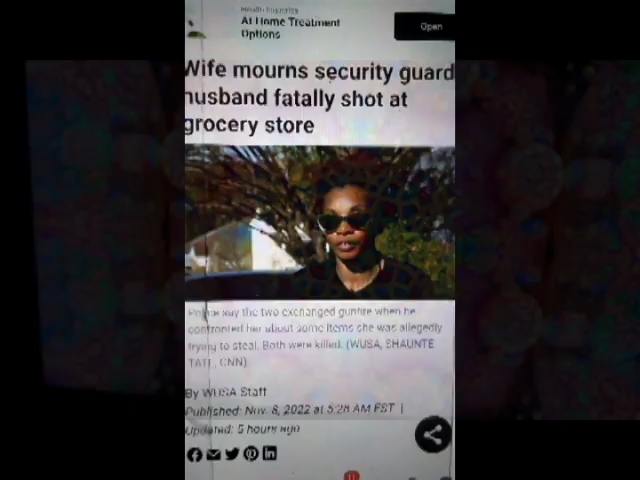 At Home Treatment
Options
Open
Wife mourns security guard
husband fatally shot at
grocery store
Police say the two exchanged gunfire when he
confronted her about some items she was allegedly
trying to steal. Both were killed. (WUSA, SHAUNTE
TATE, CNN)
By WUSA Staff
Published: Nov. 8, 2022 at 5:28 AM EST |
Updated: 5 hours ago